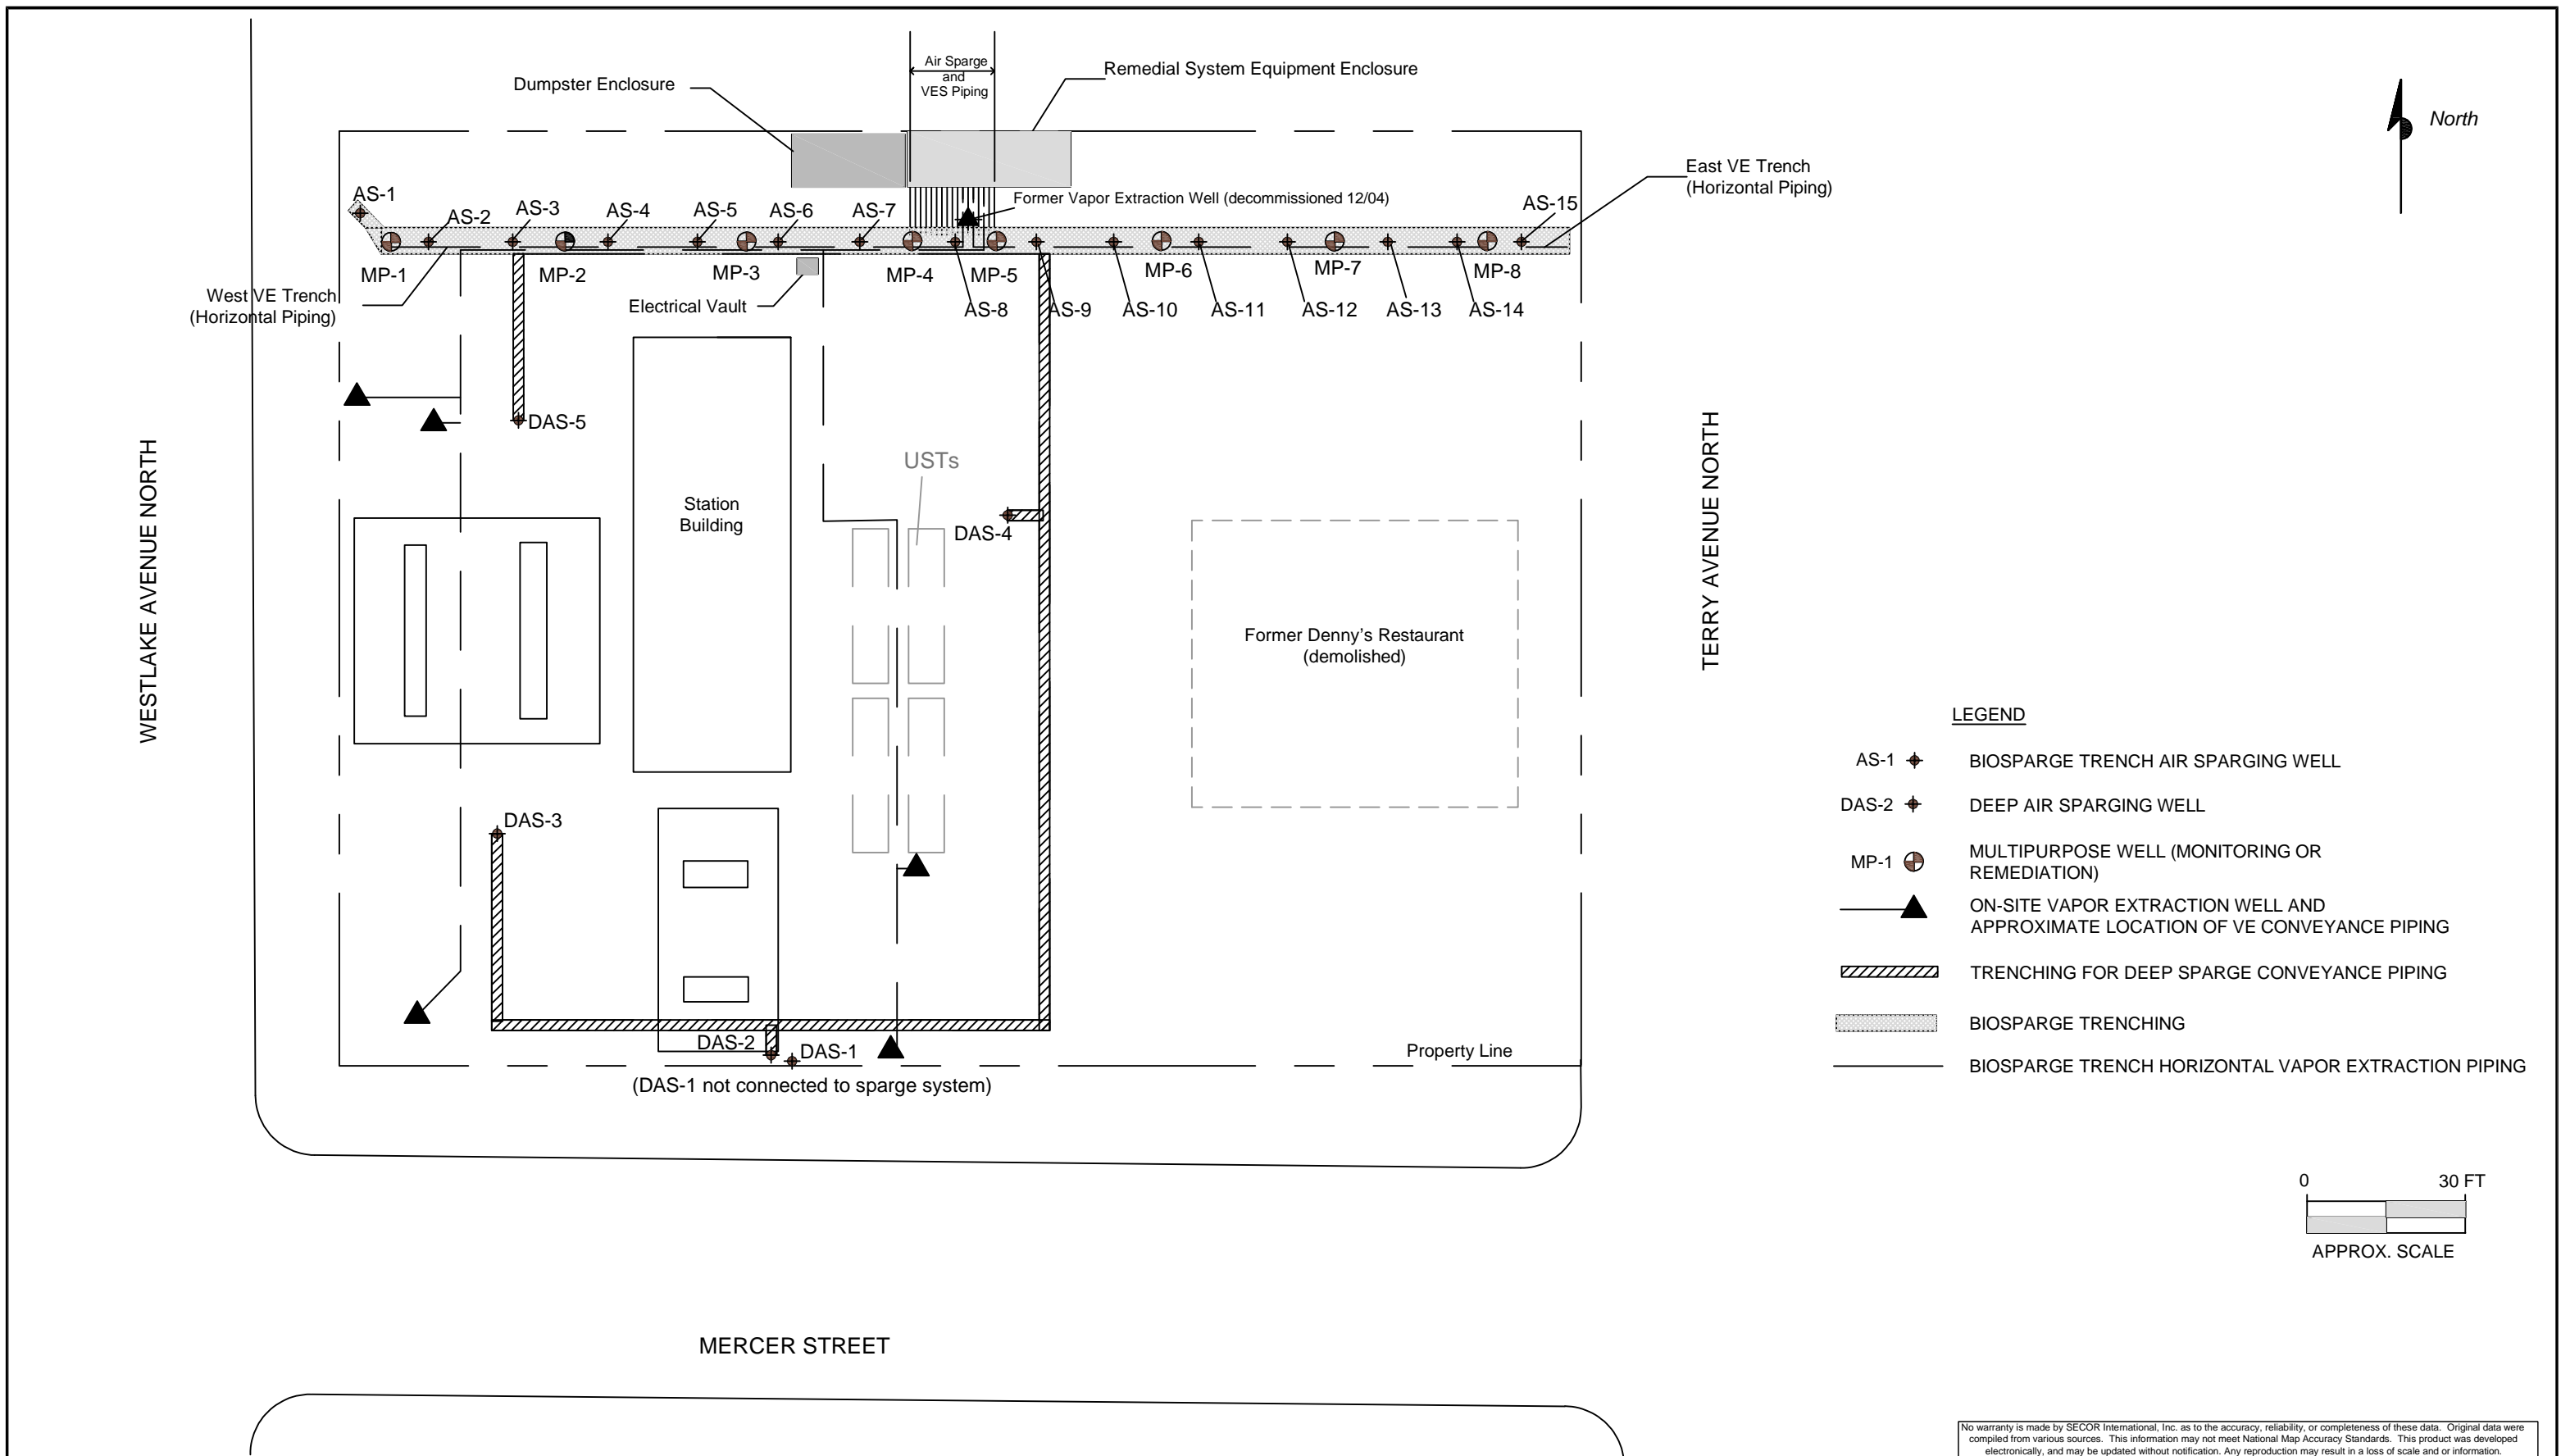 Air Sparge
and
VES Piping
Dumpster Enclosure
Remedial System Equipment Enclosure
North
East VE Trench
(Horizontal Piping)
AS-1
AS-2
AS-3
AS-4
AS-5
AS-6
AS-7
Former Vapor Extraction Well (decommissioned 12/04)
AS-15
MP-1
MP-2
MP-3
MP-4
MP-5
MP-6
MP-7
MP-8
West VE Trench
(Horizontal Piping)
Electrical Vault
AS-8
AS-9
AS-10
AS-11
AS-12
AS-13
AS-14
DAS-5
USTs
Station
Building
DAS-4
WESTLAKE AVENUE NORTH
TERRY AVENUE NORTH
Former Denny's Restaurant
(demolished)
DAS-3
DAS-2
DAS-1
(DAS-1 not connected to sparge system)
Property Line
MERCER STREET
LEGEND
AS-1 BIOSPARGE TRENCH AIR SPARGING WELL
DAS-2 DEEP AIR SPARGING WELL
MP-1 MULTIPURPOSE WELL (MONITORING OR
REMEDIATION)
ON-SITE VAPOR EXTRACTION WELL AND
APPROXIMATE LOCATION OF VE CONVEYANCE PIPING
TRENCHING FOR DEEP SPARGE CONVEYANCE PIPING
BIOSPARGE TRENCHING
BIOSPARGE TRENCH HORIZONTAL VAPOR EXTRACTION PIPING
0 30 FT
APPROX. SCALE
No warranty is made by SECOR International, Inc. as to the accuracy, reliability, or completeness of these data. Original data were
compiled from various sources. This information may not meet National Map Accuracy Standards. This product was developed
electronically, and may be updated without notification. Any reproduction may result in a loss of scale and or information.